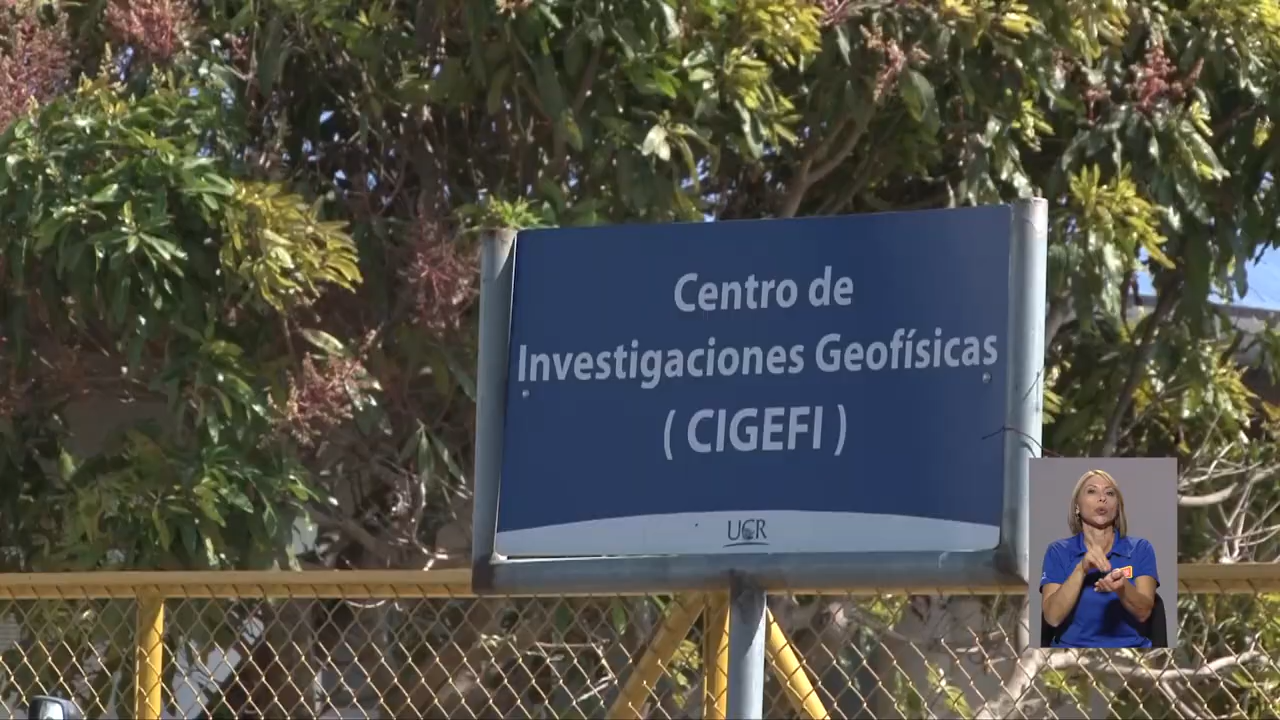 Centro de
Investigaciones Geofísicas
( CIGEFI )
UCR